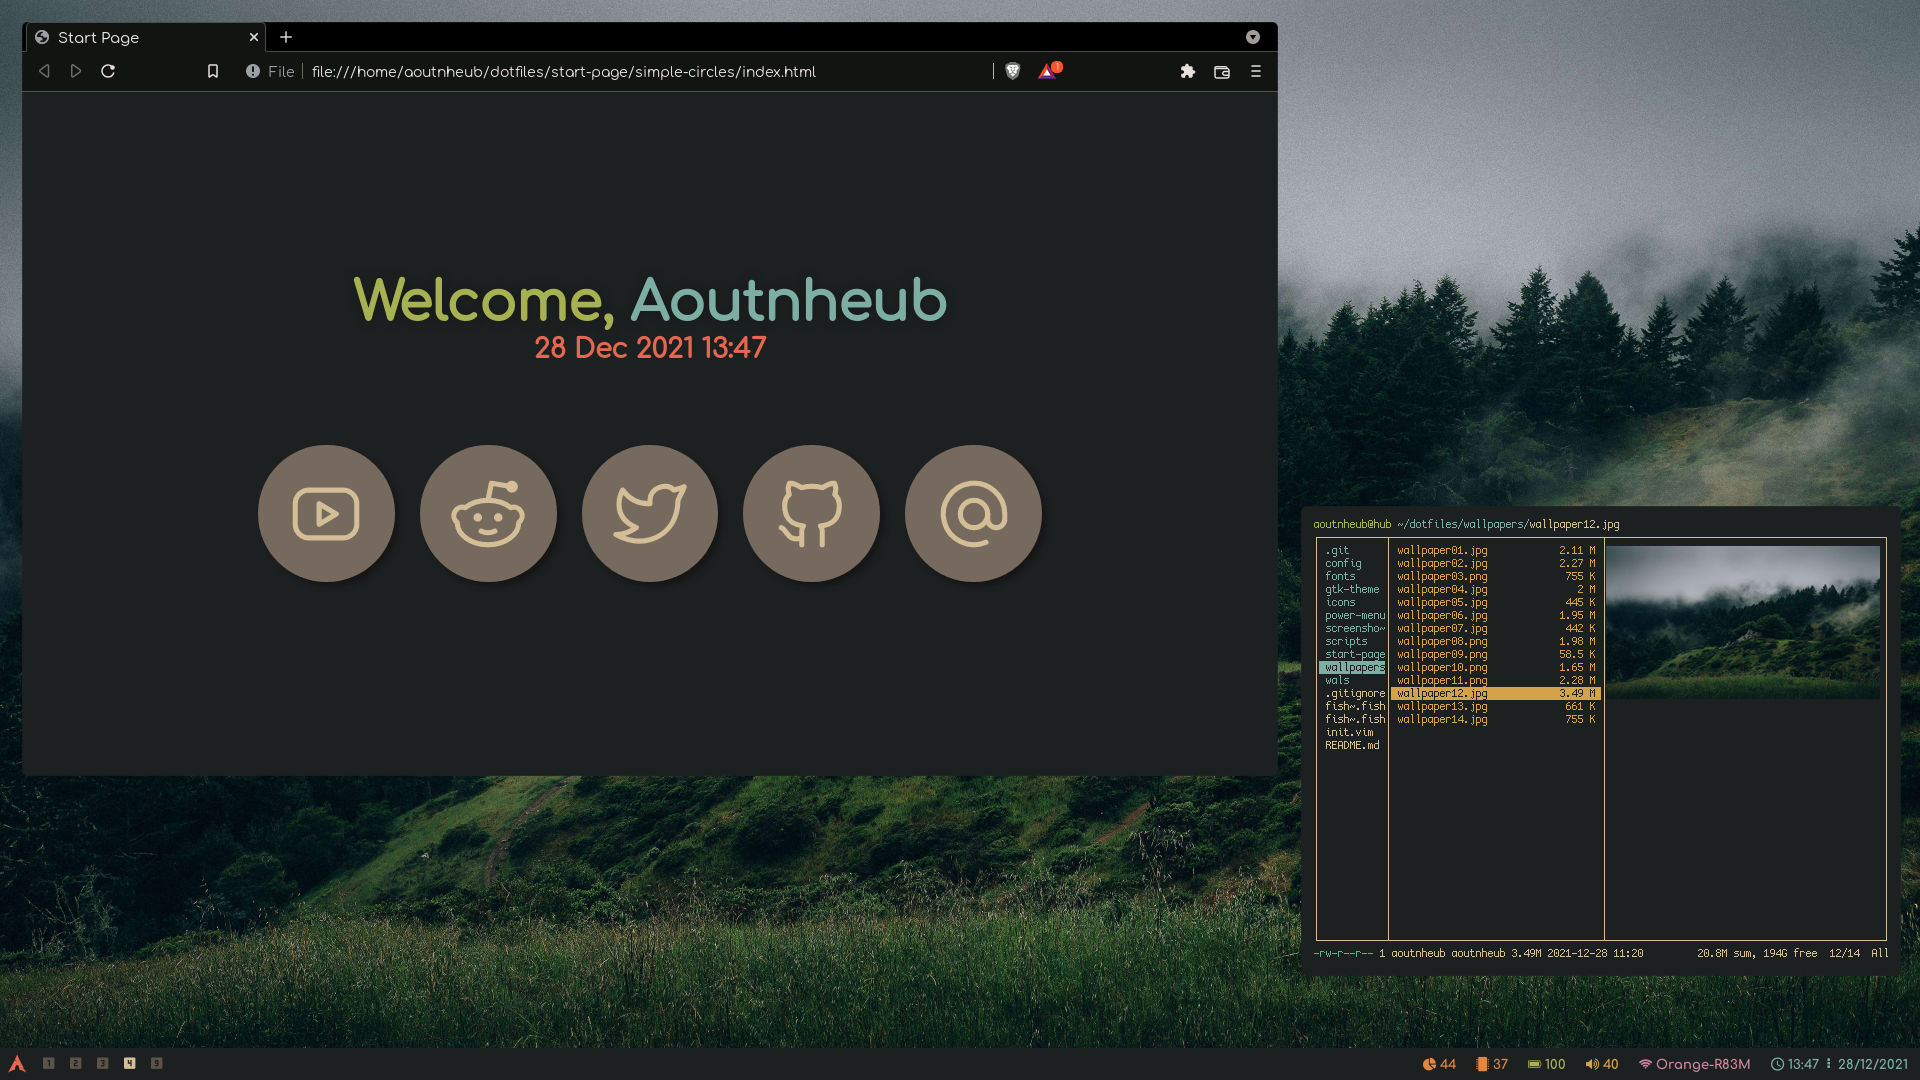 Start Page
File file:///home/aoutnheub/dotfiles/start-page/simple-circles/index.html 1
Welcome, Aoutnheub
28 Dec 2021 13:47
aoutnheub@hub ~/dotfiles/wallpapers/wallpaper12.jpg
.git wallpaper01.jpg 2.11 M
config wallpaper02.jpg 2.27 M
fonts wallpaper03.png 755 K
gtk-theme wallpaper04.jpg 2 M
icons wallpaper05.jpg 445 K
power-menu wallpaper06.jpg 1.95 M
screensho~ wallpaper07.jpg 442 K
scripts wallpaper08.png 1.98 M
start-page wallpaper09.png 58.5 K
wallpapers wallpaper10.png 1.65 M
wals wallpaper11.png 2.28 M
.gitignore wallpaper12.jpg 3.49 M
fish~.fish wallpaper13.jpg 661 K
fish~.fish wallpaper14.jpg 755 K
init.vim
README.md
-rw-r--r-- 1 aoutnheub aoutnheub 3.49M 2021-12-28 11:20 20.8M sum, 194G free 12/14 All
1 2 3 4 9 44 37 100 40 Orange-R83M 13:47 28/12/2021